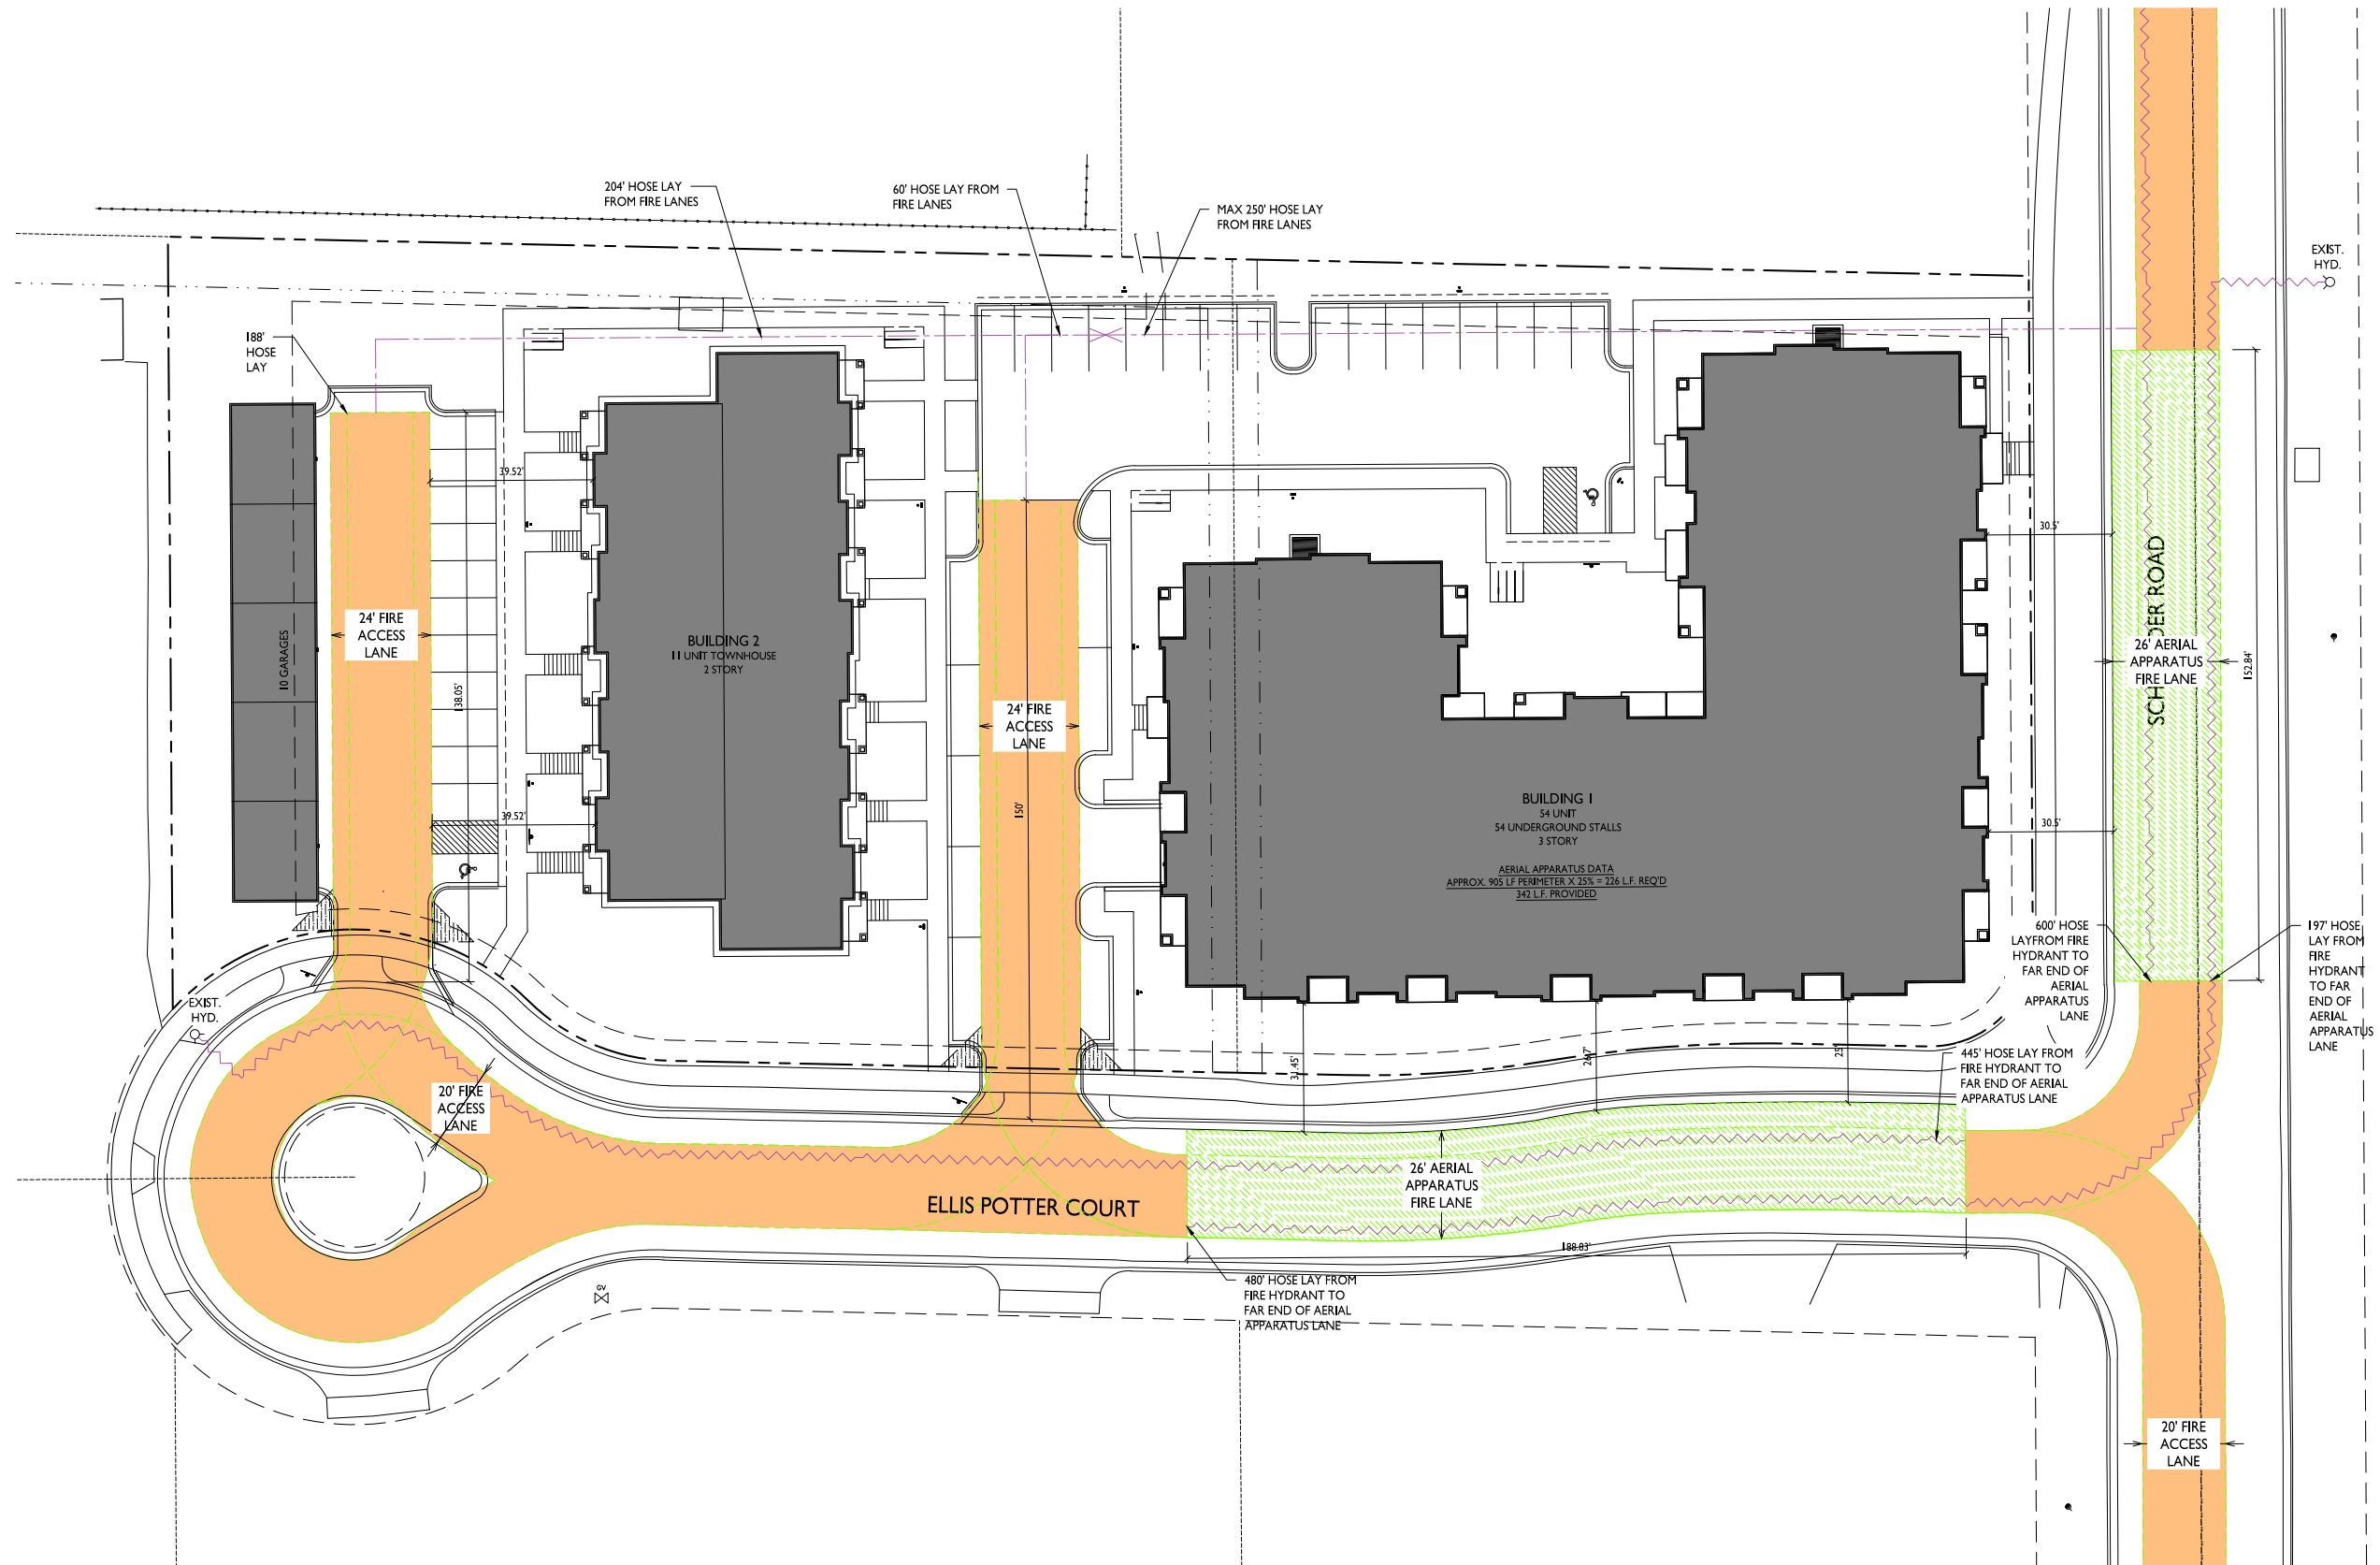 204' HOSE LAY
FROM FIRE LANES
60' HOSE LAY FROM
FIRE LANES
MAX 250' HOSE LAY
FROM FIRE LANES
EXIST.
HYD.
188'
HOSE
LAY
39.52'
30.5'
24' FIRE
ACCESS
LANE
10 GARAGES
138.05'
BUILDING 2
11 UNIT TOWNHOUSE
2 STORY
24' FIRE
ACCESS
LANE
150'
26' AERIAL
APPARATUS
FIRE LANE
152.84'
39.52'
BUILDING 1
54 UNIT
54 UNDERGROUND STALLS
3 STORY
AERIAL APPARATUS DATA
APPROX. 905 LF PERIMETER X 25% = 226 L.F. REQ'D
342 L.F. PROVIDED
30.5'
600' HOSE
LAYFROM FIRE
HYDRANT TO
FAR END OF
AERIAL
APPARATUS
LANE
197' HOSE
LAY FROM
FIRE
HYDRANT
TO FAR
END OF
AERIAL
APPARATUS
LANE
EXIST.
HYD.
20' FIRE
ACCESS
LANE
31.45'
25'
445' HOSE LAY FROM
FIRE HYDRANT TO
FAR END OF AERIAL
APPARATUS LANE
26' AERIAL
APPARATUS
FIRE LANE
ELLIS POTTER COURT
188.83'
480' HOSE LAY FROM
FIRE HYDRANT TO
FAR END OF AERIAL
APPARATUS LANE
GV
20' FIRE
ACCESS
LANE
ROAD